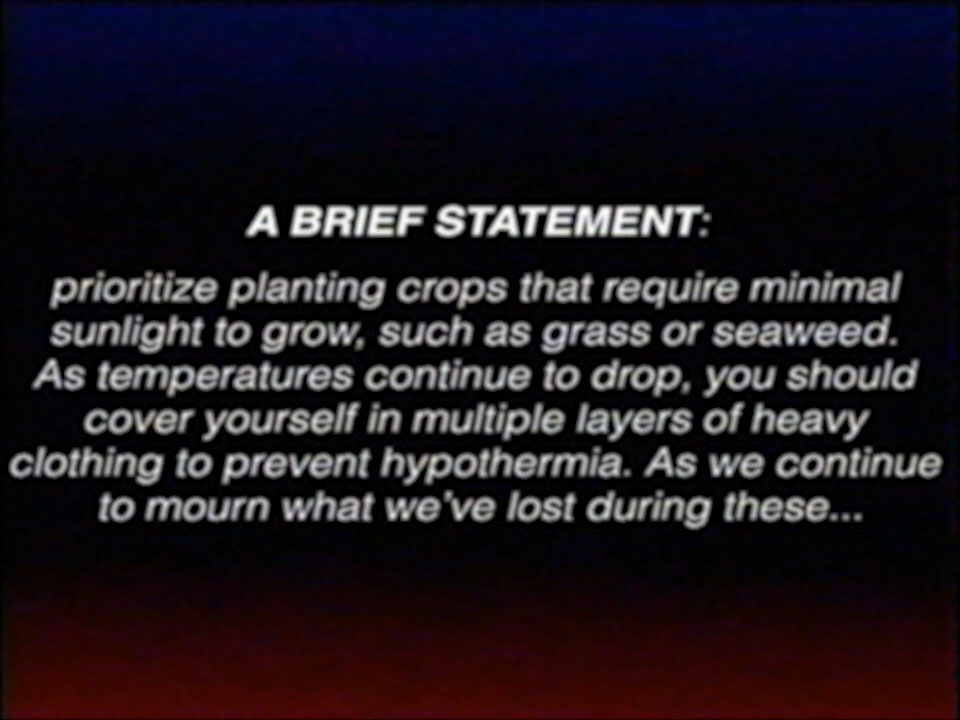 A BRIEF STATEMENT:
prioritize planting crops that require minimal
sunlight to grow, such as grass or seaweed.
As temperatures continue to drop, you should
cover yourself in multiple layers of heavy
clothing to prevent hypothermia. As we continue
to mourn what we've lost during these...